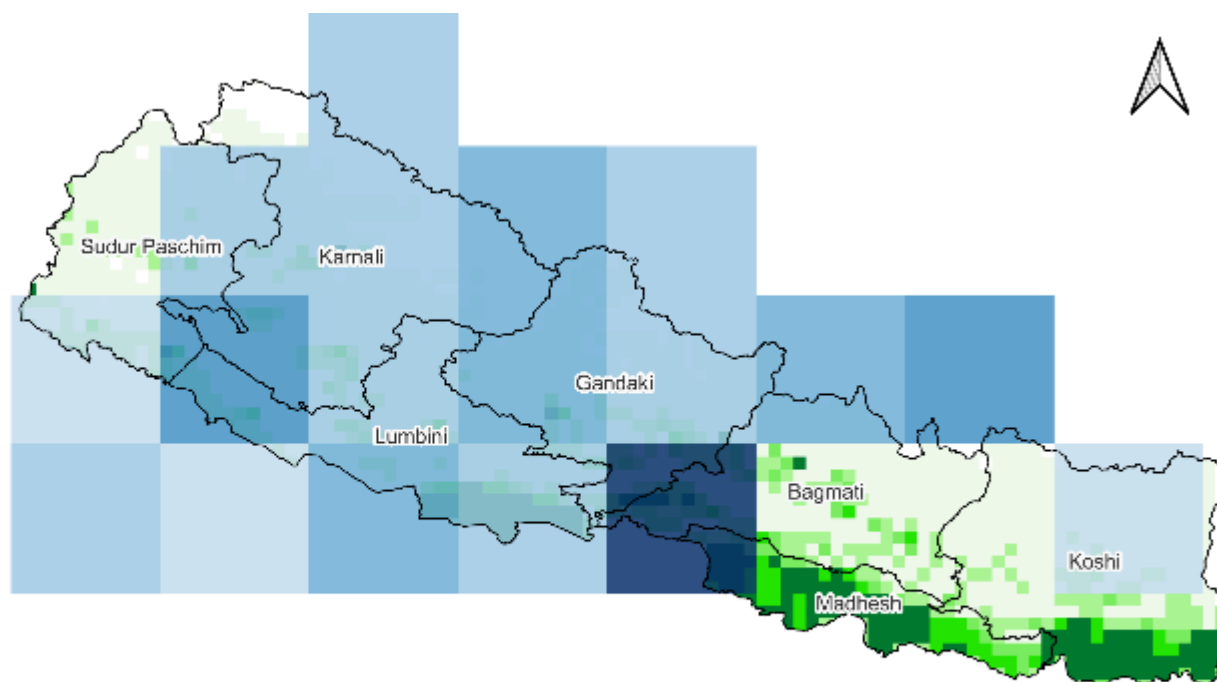 Sudur Paschim
Karnali
Gandaki
Lumbini
Bagmati
Koshi
Madhesh